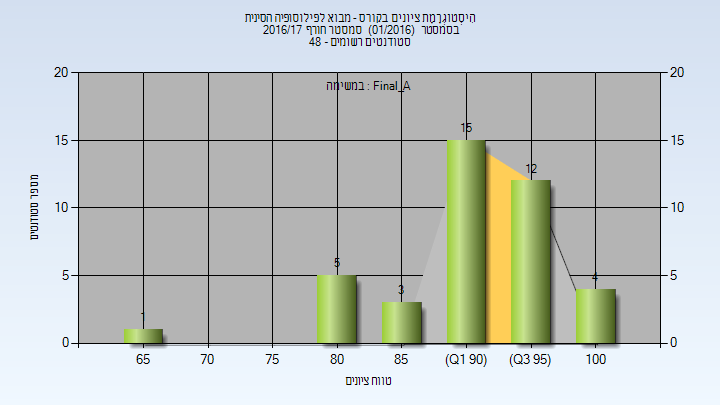 היסטוגרמת ציונים בקורס - מבוא לפילוסופיה הסינית
בסמסטר (01/2016) סמסטר חורף 2016/17
סטודנטים רשומים - 48
במשימה : Final_A
20 20
15 15
10 10
5 5
0 0
1 5 3 15 12 4
65 70 75 80 85 (Q1 90) (Q3 95) 100
מספר סטודנטים
טווח ציונים